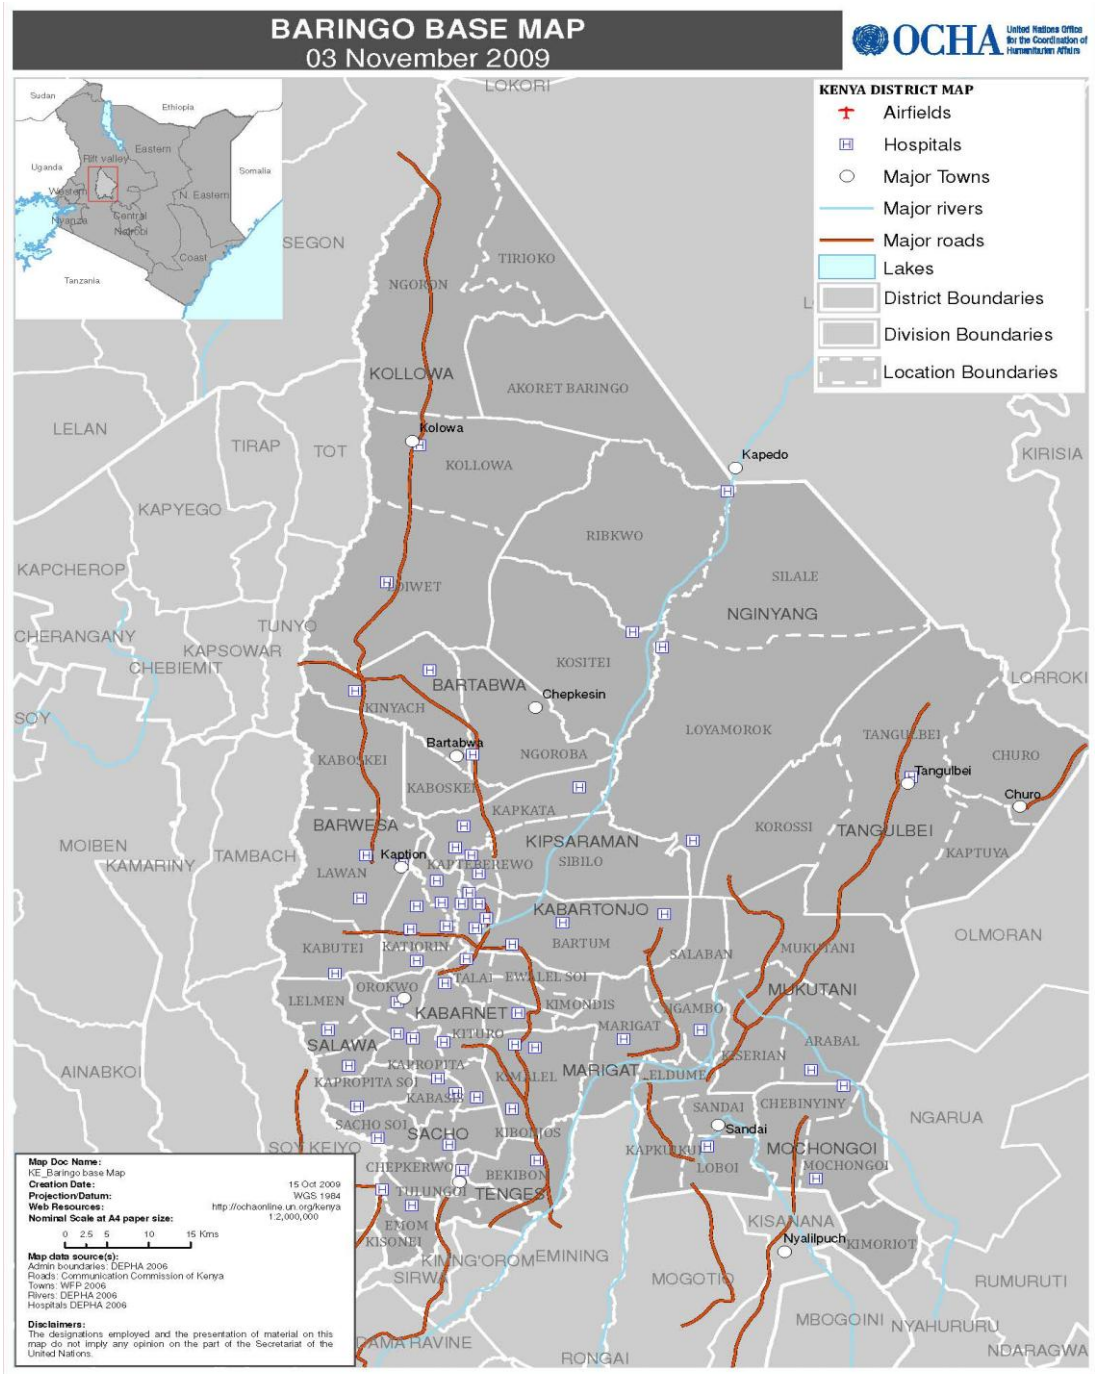 BARINGO BASE MAP
03 November 2009
OCHA
United Nations Office
for the Coordination of
Humanitarian Affairs
KENYA DISTRICT MAP
Airfields
Hospitals
Major Towns
Major rivers
Major roads
Lakes
District Boundaries
Division Boundaries
Location Boundaries
Sudan
Ethiopia
Uganda
Rift valley
Eastern
Somalia
Western
N. Eastern
Nyanza
Central
Nairobi
Coast
Tanzania
LOKORI
SEGON
TIRIOKO
NGORON
KOLLOWA
AKORET BARINGO
LELAN
TIRAP
TOT
Kolowa
KOLLOWA
Kapedo
KIRISIA
KAPYEGO
RIBKWO
KAPCHEROP
SILALE
LOIWET
NGINYANG
CHERANGANY
TUNYO
KAPSOWAR
CHEBIEMIT
KOSITEI
LORROKI
BARTABWA
Chepkesin
KINYACH
SOY
LOYAMOROK
TANGULBEI
CHURO
Bartabwa
NGOROBA
KABOSKEI
KABOSKEI
Tangulbei
Churo
KAPKATA
BARWESA
KIPSARAMAN
KOROSSI
TANGULBEI
MOIBEN
KAMARINY
TAMBACH
Kaption
KAPTEBEREWO
SIBILO
KAPTUYA
LAWAN
KABARTONJO
KABUTEI
KATIORIN
BARTUM
SALABAN
MUKUTANI
OLMORAN
TALAI
EWALEL SOI
OROKWO
MUKUTANI
LELMEN
KABARNET
KIMONDIS
NGAMBO
MARIGAT
SALAWA
KITURO
ARABAL
KISERIAN
AINABKOI
KAPROPITA
KAPROPITA SOI
KIMALEL
MARIGAT
ELDUME
KABASIS
SANDAI
CHEBINYINY
NGARUA
SACHO SOI
SACHO
KIBONJOS
Sandai
SOY KEIYO
KAPKUIKUI
MOCHONGOI
LOBOI
MOCHONGOI
CHEPKERWO
BEKIBON
TULUNGOI
TENGES
EMOM
KISONEI
KISANANA
KIMORIOT
Nyalilpuch
KIMNG'OROM
EMINING
SIRWA
MOGOTIO
RUMURUTI
MBOGOINI
NYAHURURU
DAMA RAVINE
RONGAI
NDARAGWA
Map Doc Name:
KE_Baringo base Map
Creation Date: 15 Oct 2009
Projection/Datum: WGS 1984
Web Resources: http://ochaonline.un.org/kenya
Nominal Scale at A4 paper size: 1:2,000,000
0 2.5 5 10 15 Kms
Map data source(s):
Admin boundaries: DEPHA 2006
Roads: Communication Commission of Kenya
Towns: WFP 2006
Rivers: DEPHA 2006
Hospitals DEPHA 2006
Disclaimers:
The designations employed and the presentation of material on this
map do not imply any opinion on the part of the Secretariat of the
United Nations.